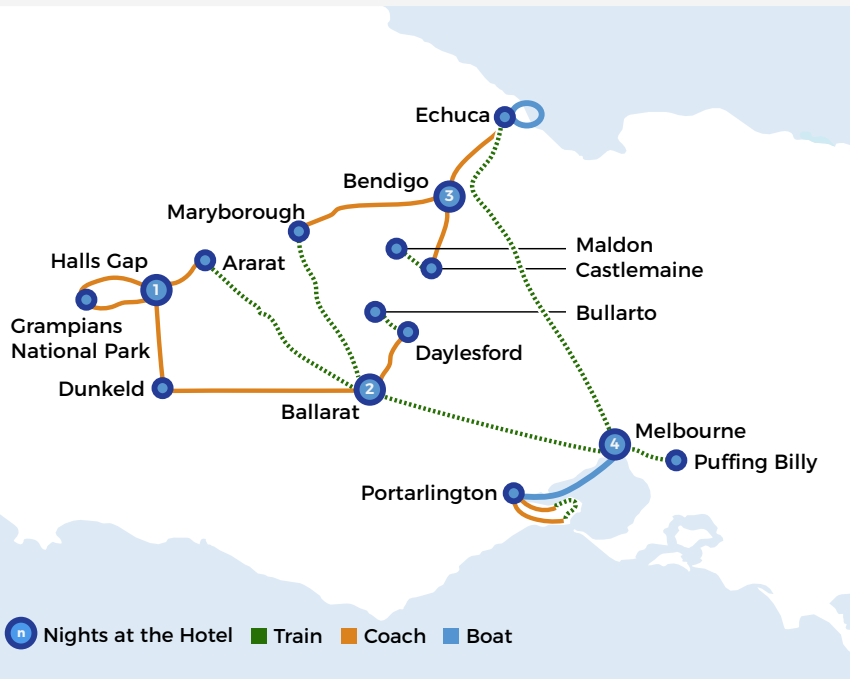 Echuca
Bendigo
3
Maryborough
Maldon
Castlemaine
Halls Gap
Ararat
1
Grampians
National Park
Bullarto
Daylesford
Dunkeld
2
Ballarat
Melbourne
4
Puffing Billy
Portarlington
n Nights at the Hotel Train Coach Boat